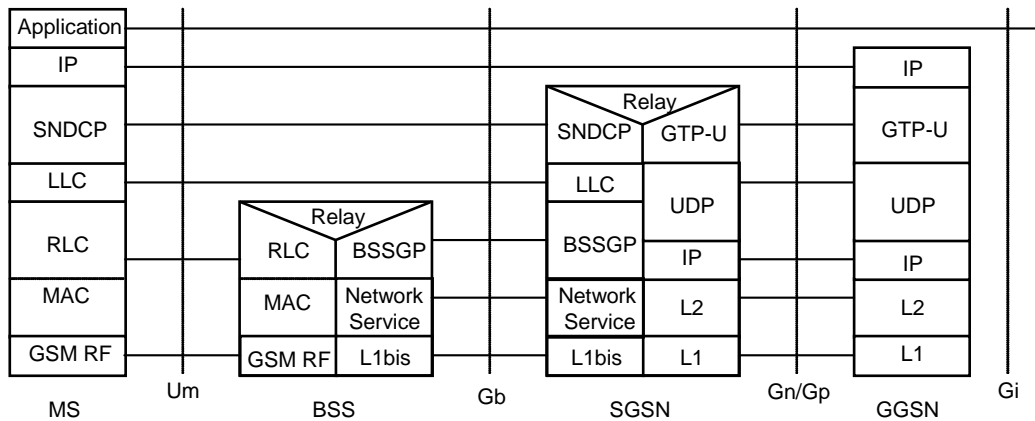 Application
IP
SNDCP
LLC
RLC
MAC
GSM RF
MS
Um
Relay
RLC
BSSGP
MAC
Network
Service
GSM RF
L1bis
BSS
Gb
Relay
SNDCP
GTP-U
LLC
UDP
BSSGP
IP
Network
Service
L2
L1bis
L1
SGSN
Gn/Gp
IP
GTP-U
UDP
IP
L2
L1
GGSN
Gi